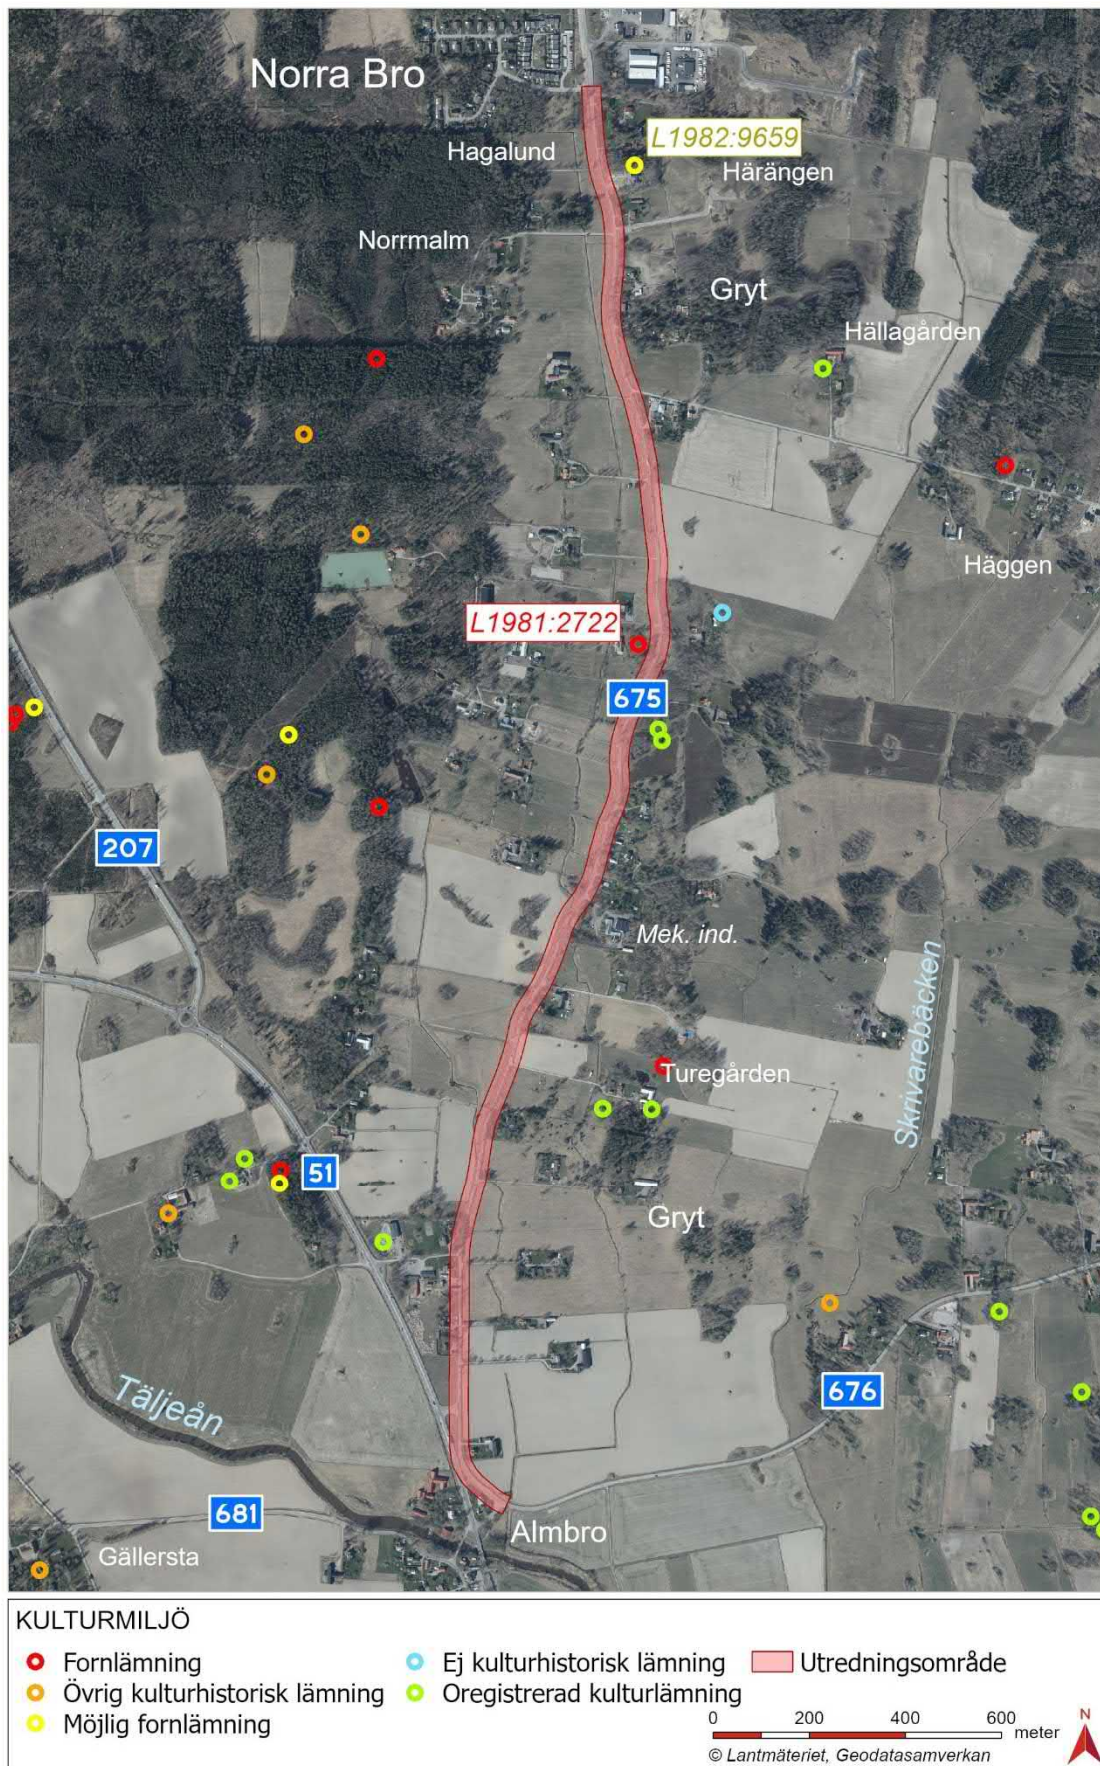 Norra Bro
L1982:9659
Hagalund
Härängen
Norrmalm
Gryt
Hällagården
Häggen
L1981:2722
675
207
Mek. ind.
Skrivarebäcken
Turegården
51
Gryt
676
Täljeån
681
Almbro
Gällersta
KULTURMILJÖ
Fornlämning
Övrig kulturhistorisk lämning
Möjlig fornlämning
Ej kulturhistorisk lämning
Oregistrerad kulturlämning
Utredningsområde
0 200 400 600 meter
N
© Lantmäteriet, Geodatasamverkan